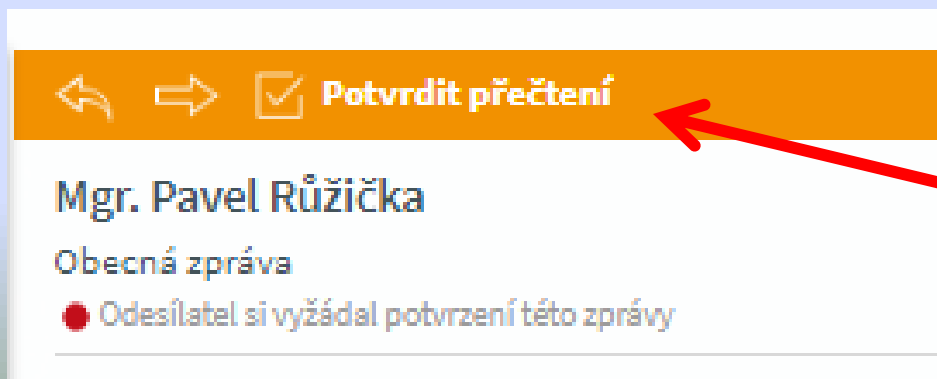 Potvrdit přečtení
Mgr. Pavel Růžička
Obecná zpráva
Odesílatel si vyžádal potvrzení této zprávy